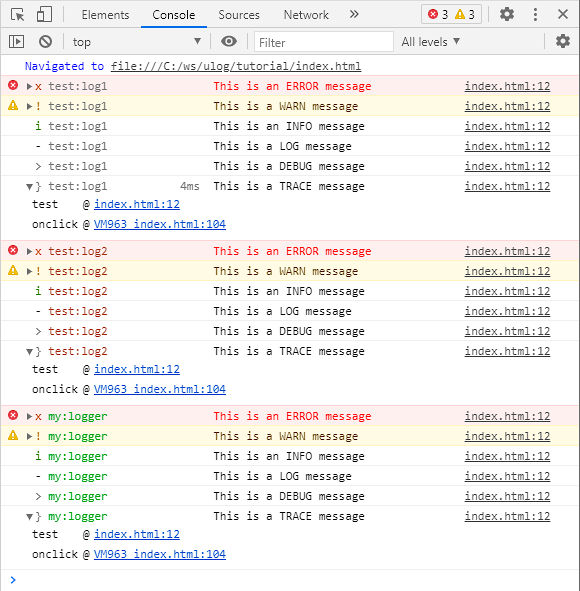 Elements Console Sources Network » 3 3
top Filter All levels
Navigated to file:///C:/ws/ulog/tutorial/index.html
x test:log1 This is an ERROR message index.html:12
! test:log1 This is a WARN message index.html:12
i test:log1 This is an INFO message index.html:12
- test:log1 This is a LOG message index.html:12
> test:log1 This is a DEBUG message index.html:12
} test:log1 4ms This is a TRACE message index.html:12
test @ index.html:12
onclick @ VM963 index.html:104
x test:log2 This is an ERROR message index.html:12
! test:log2 This is a WARN message index.html:12
i test:log2 This is an INFO message index.html:12
- test:log2 This is a LOG message index.html:12
> test:log2 This is a DEBUG message index.html:12
} test:log2 This is a TRACE message index.html:12
test @ index.html:12
onclick @ VM963 index.html:104
x my:logger This is an ERROR message index.html:12
! my:logger This is a WARN message index.html:12
i my:logger This is an INFO message index.html:12
- my:logger This is a LOG message index.html:12
> my:logger This is a DEBUG message index.html:12
} my:logger This is a TRACE message index.html:12
test @ index.html:12
onclick @ VM963 index.html:104
>